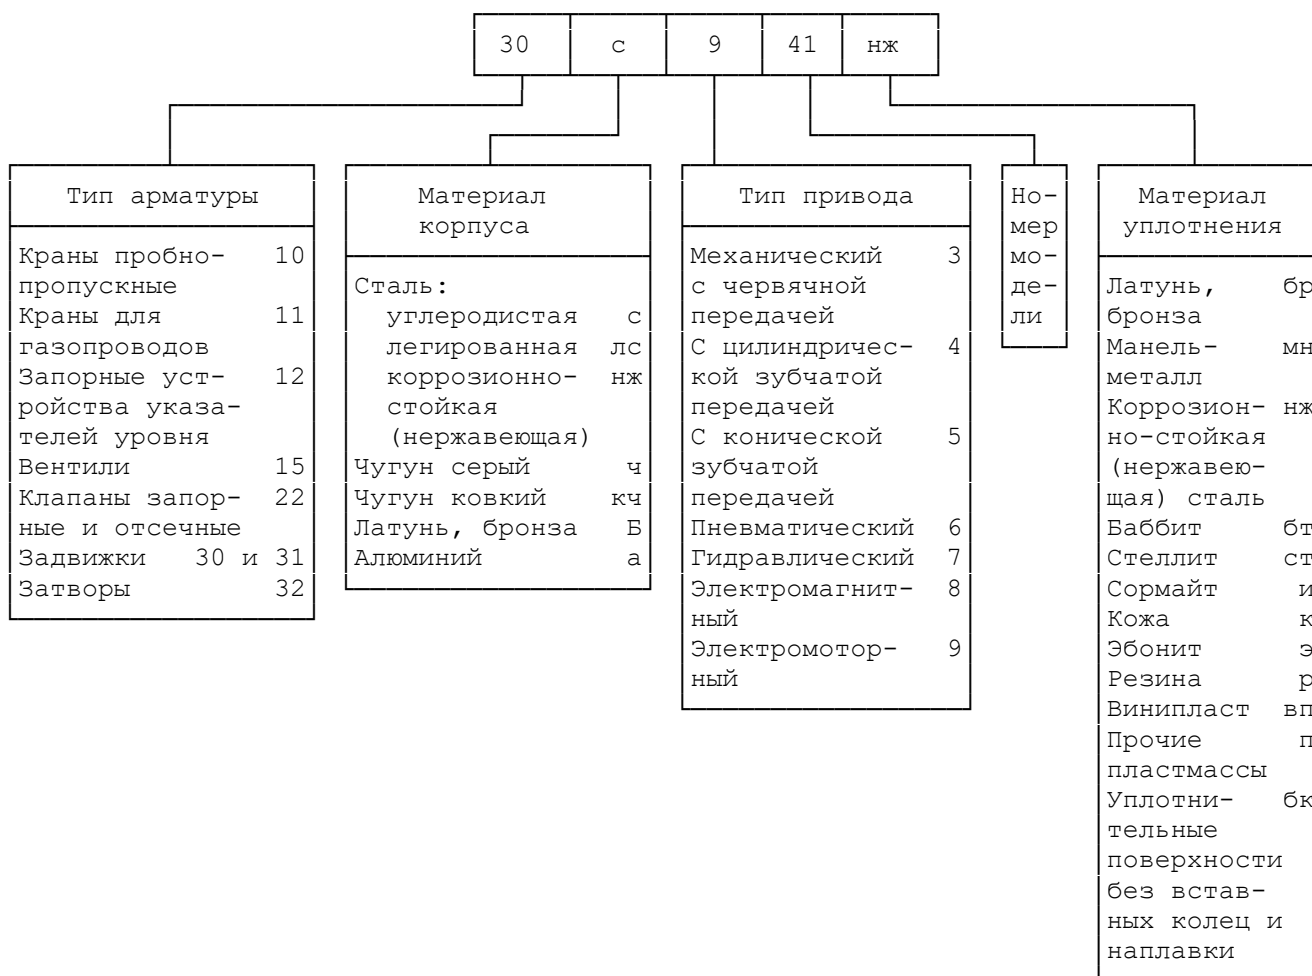 30 с 9 41 нж
Тип арматуры
Краны пробно- 10
пропускные
Краны для 11
газопроводов
Запорные уст- 12
ройства указа-
телей уровня
Вентили 15
Клапаны запор- 22
ные и отсечные
Задвижки 30 и 31
Затворы 32
Материал
корпуса
Сталь:
углеродистая с
легированная лс
коррозионно- нж
стойкая
(нержавеющая)
Чугун серый ч
Чугун ковкий кч
Латунь, бронза Б
Алюминий а
Тип привода
Механический 3
с червячной
передачей
С цилиндричес- 4
кой зубчатой
передачей
С конической 5
зубчатой
передачей
Пневматический 6
Гидравлический 7
Электромагнит- 8
ный
Электромотор- 9
ный
Но-
мер
мо-
де-
ли
Материал
уплотнения
Латунь, бр
бронза
Манель- мн
металл
Коррозион- нж
но-стойкая
(нержавею-
щая) сталь
Баббит бт
Стеллит ст
Сормайт и
Кожа к
Эбонит э
Резина р
Винипласт вп
Прочие п
пластмассы
Уплотни- бк
тельные
поверхности
без встав-
ных колец и
наплавки